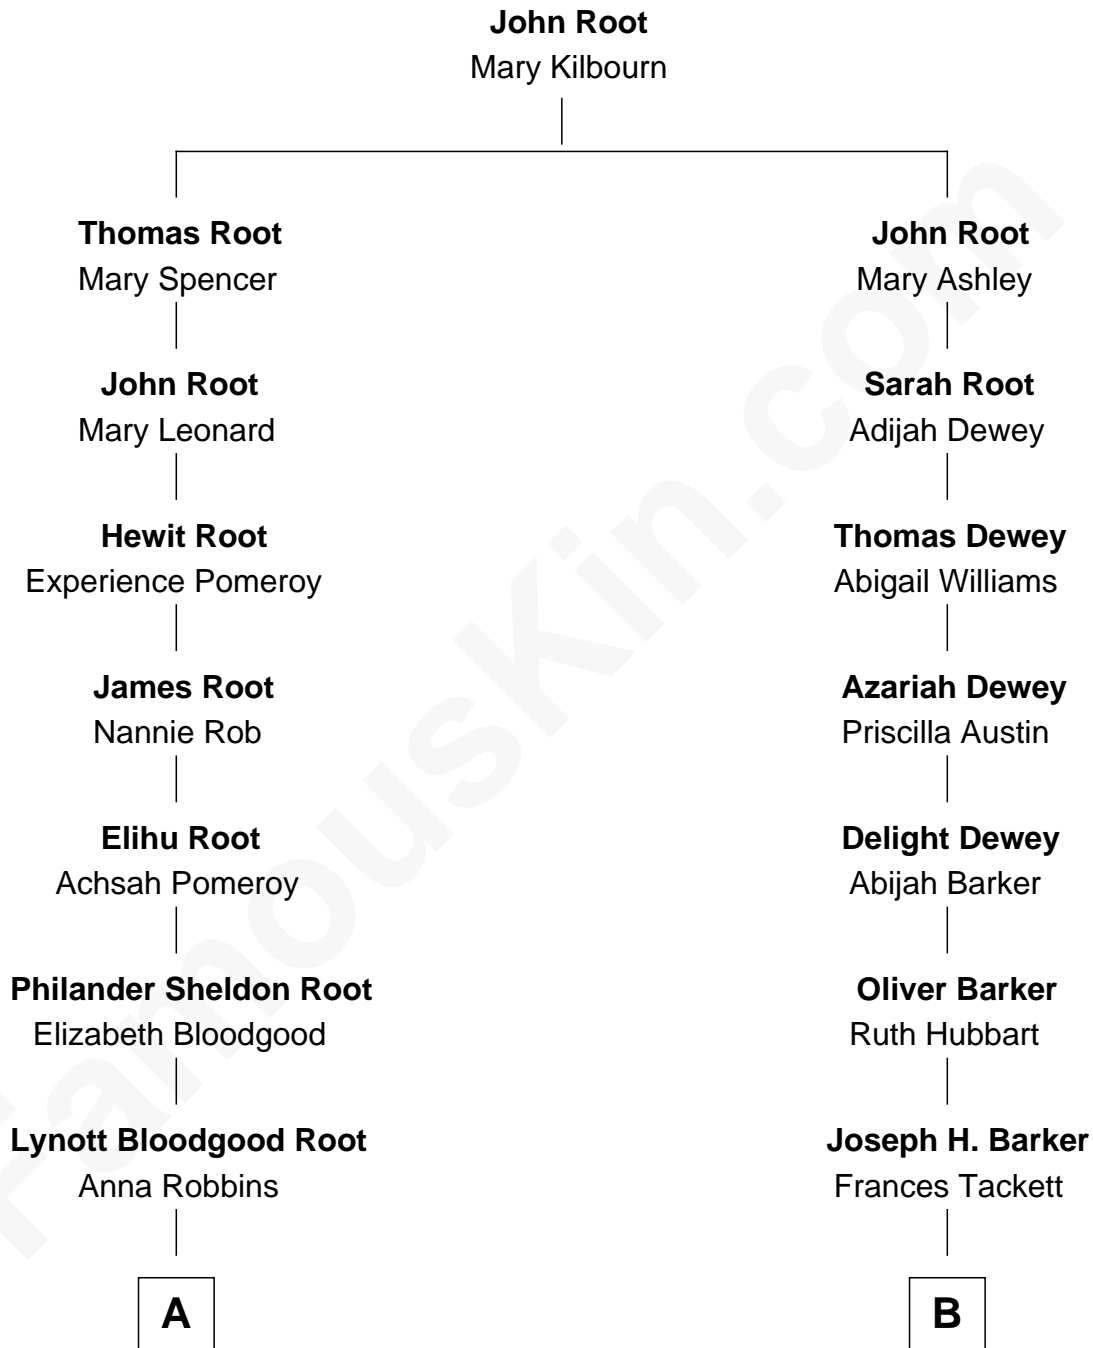 John Root
Mary Kilbourn
Thomas Root
Mary Spencer
John Root
Mary Ashley
John Root
Mary Leonard
Sarah Root
Adijah Dewey
Hewit Root
Experience Pomeroy
Thomas Dewey
Abigail Williams
James Root
Nannie Rob
Azariah Dewey
Priscilla Austin
Elihu Root
Achsah Pomeroy
Delight Dewey
Abijah Barker
Philander Sheldon Root
Elizabeth Bloodgood
Oliver Barker
Ruth Hubbart
Lynott Bloodgood Root
Anna Robbins
Joseph H. Barker
Frances Tackett
A
B
FamousKin.com